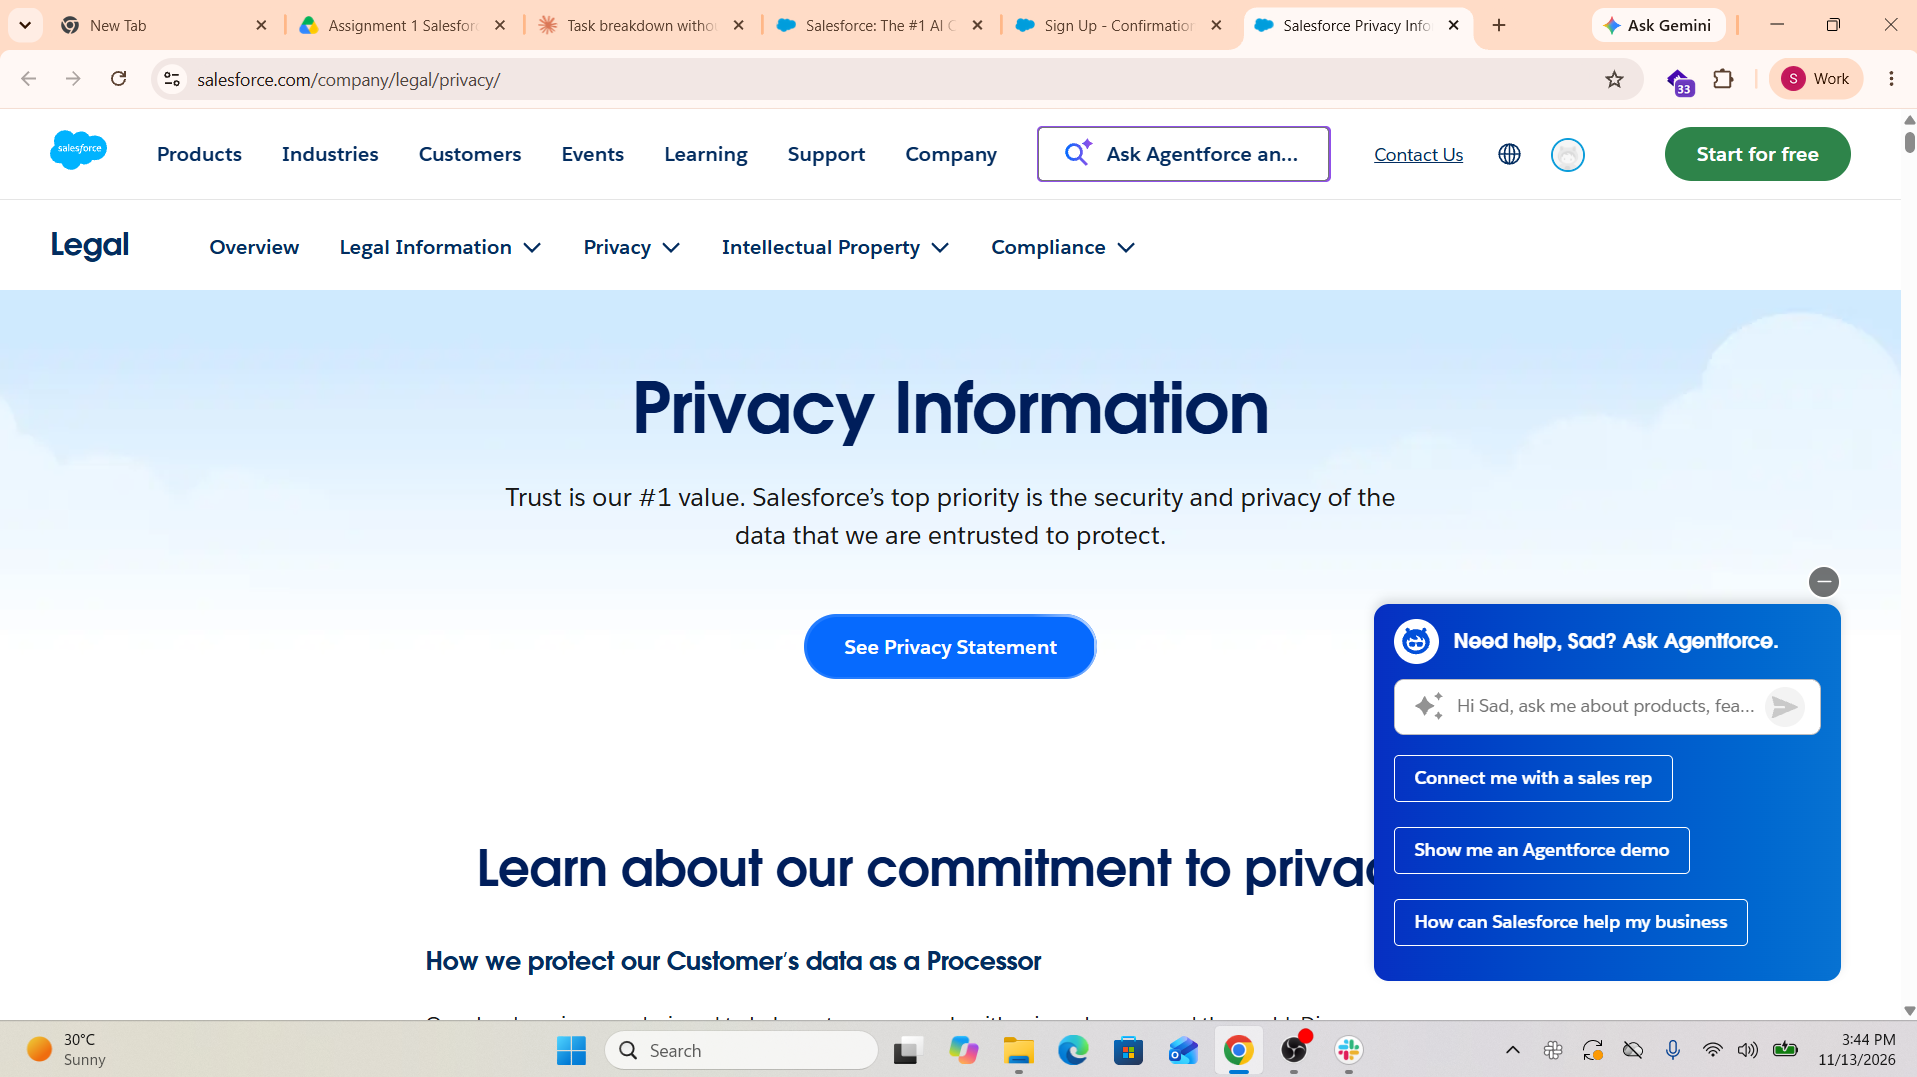 New Tab
Assignment 1 Salesfor
Task breakdown witho
Salesforce: The #1 AI C
Sign Up - Confirmation
Salesforce Privacy Info
Ask Gemini
salesforce.com/company/legal/privacy/
33
S
Work
salesforce
Products
Industries
Customers
Events
Learning
Support
Company
Ask Agentforce an...
Contact Us
Start for free
Legal
Overview
Legal Information
Privacy
Intellectual Property
Compliance
Privacy Information
Trust is our #1 value. Salesforce’s top priority is the security and privacy of the
data that we are entrusted to protect.
See Privacy Statement
Need help, Sad? Ask Agentforce.
Hi Sad, ask me about products, fea...
Connect me with a sales rep
Show me an Agentforce demo
How can Salesforce help my business
Learn about our commitment to privac
How we protect our Customer’s data as a Processor
30°C
Sunny
Search
3:44 PM
11/13/2026